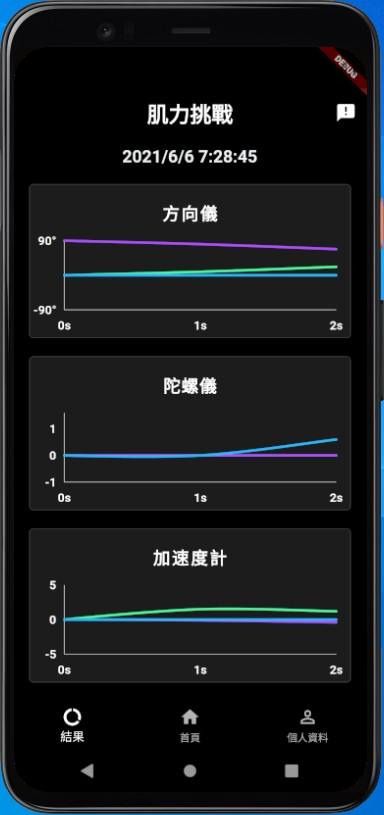 DEBUG
肌力挑戰
2021/6/6 7:28:45
方向儀
90°
-90°
0s 1s 2s
陀螺儀
1
0
-1
0s 1s 2s
加速度計
5
0
-5
0s 1s 2s
結果 首頁 個人資料